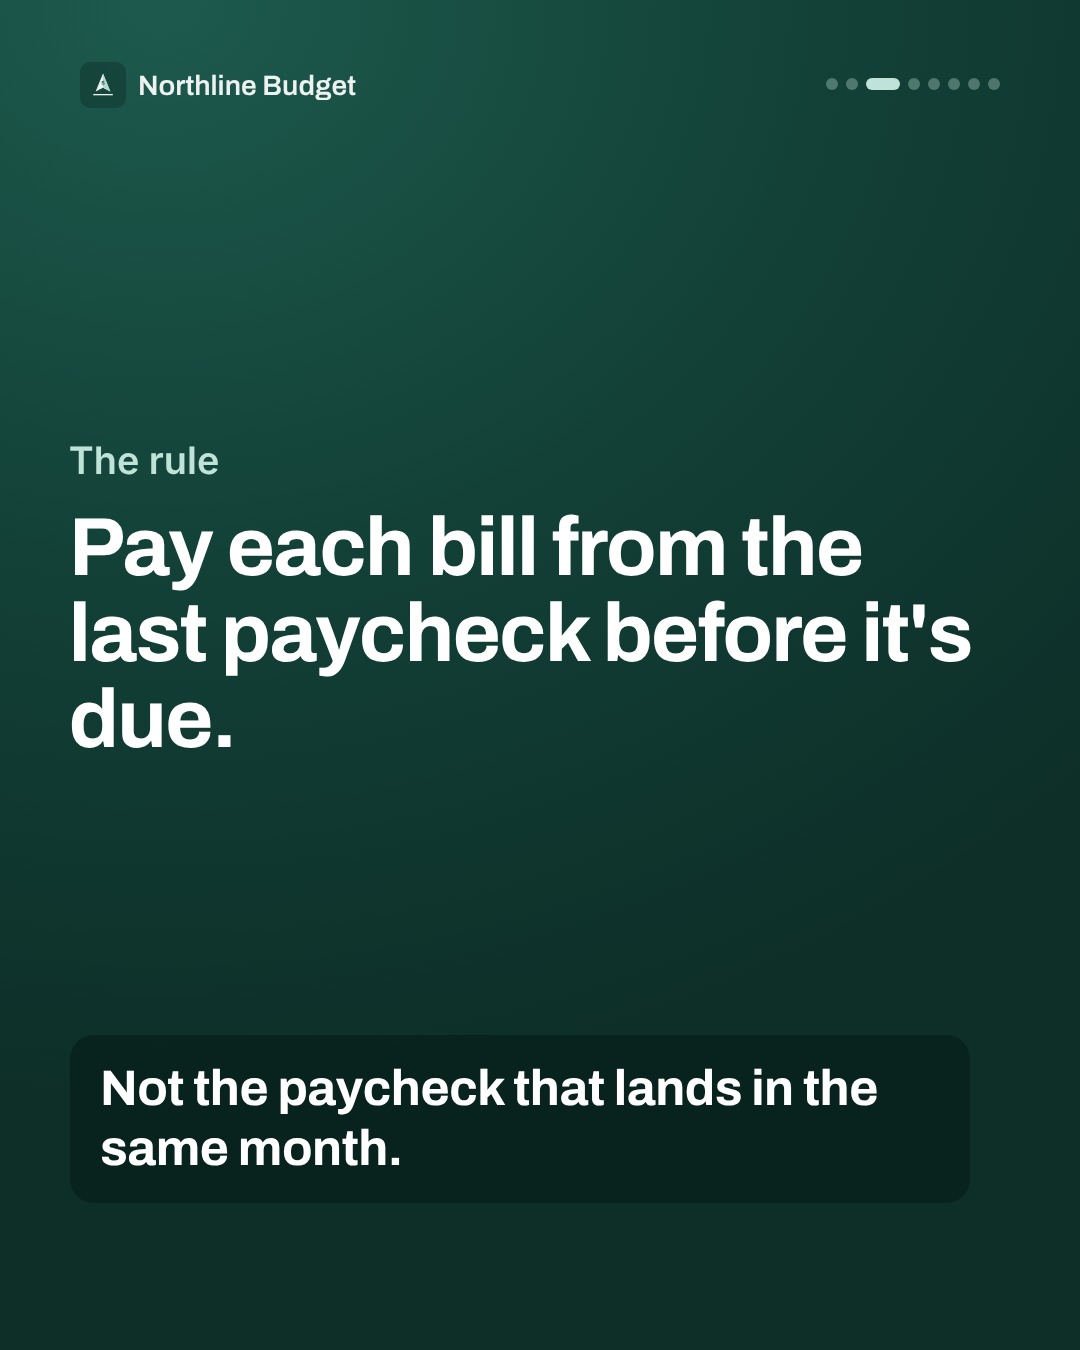 Northline Budget
The rule
Pay each bill from the
last paycheck before it's
due.
Not the paycheck that lands in the
same month.